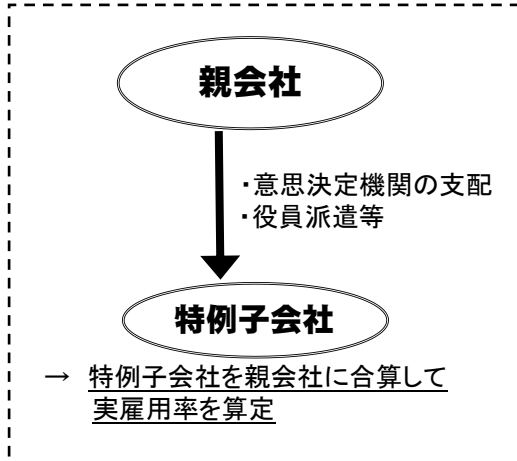 親会社
・意思決定機関の支配
・役員派遣等
特例子会社
→ 特例子会社を親会社に合算して
実雇用率を算定